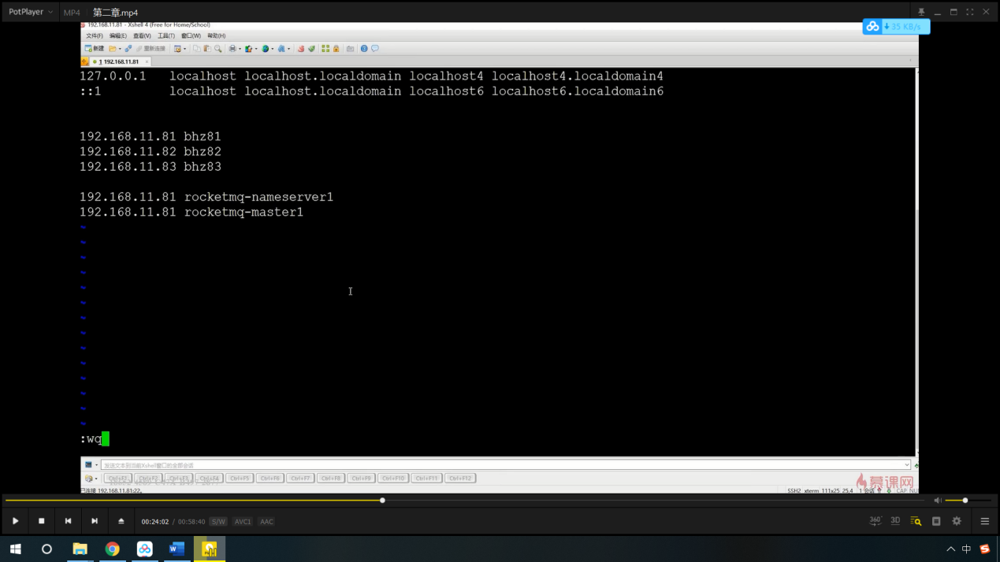 PotPlayer MP4 第二章.mp4
35 KB/s
192.168.11.81 - Xshell 4 (Free for Home/School)
文件(F) 编辑(E) 查看(V) 工具(T) 窗口(W) 帮助(H)
新建 重新连接
1 192.168.11.81
127.0.0.1 localhost localhost.localdomain localhost4 localhost4.localdomain4
::1 localhost localhost.localdomain localhost6 localhost6.localdomain6
192.168.11.81 bhz81
192.168.11.82 bhz82
192.168.11.83 bhz83
192.168.11.81 rocketmq-nameserver1
192.168.11.81 rocketmq-master1
~
~
~
~
~
~
~
~
~
~
~
~
~
~
:wq
发送文本到当前Xshell窗口的全部会话
Ctrl+F1 Ctrl+F2 Ctrl+F3 Ctrl+F4 Ctrl+F5 Ctrl+F6 Ctrl+F7 Ctrl+F8 Ctrl+F9 Ctrl+F10 Ctrl+F11 Ctrl+F12
慕课网
已连接 192.168.11.81:22。 SSH2 xterm 111x25 25,4 1 会话 CAP NU
00:24:02 / 00:58:40 S/W AVC1 AAC 360° 3D
W 中 S